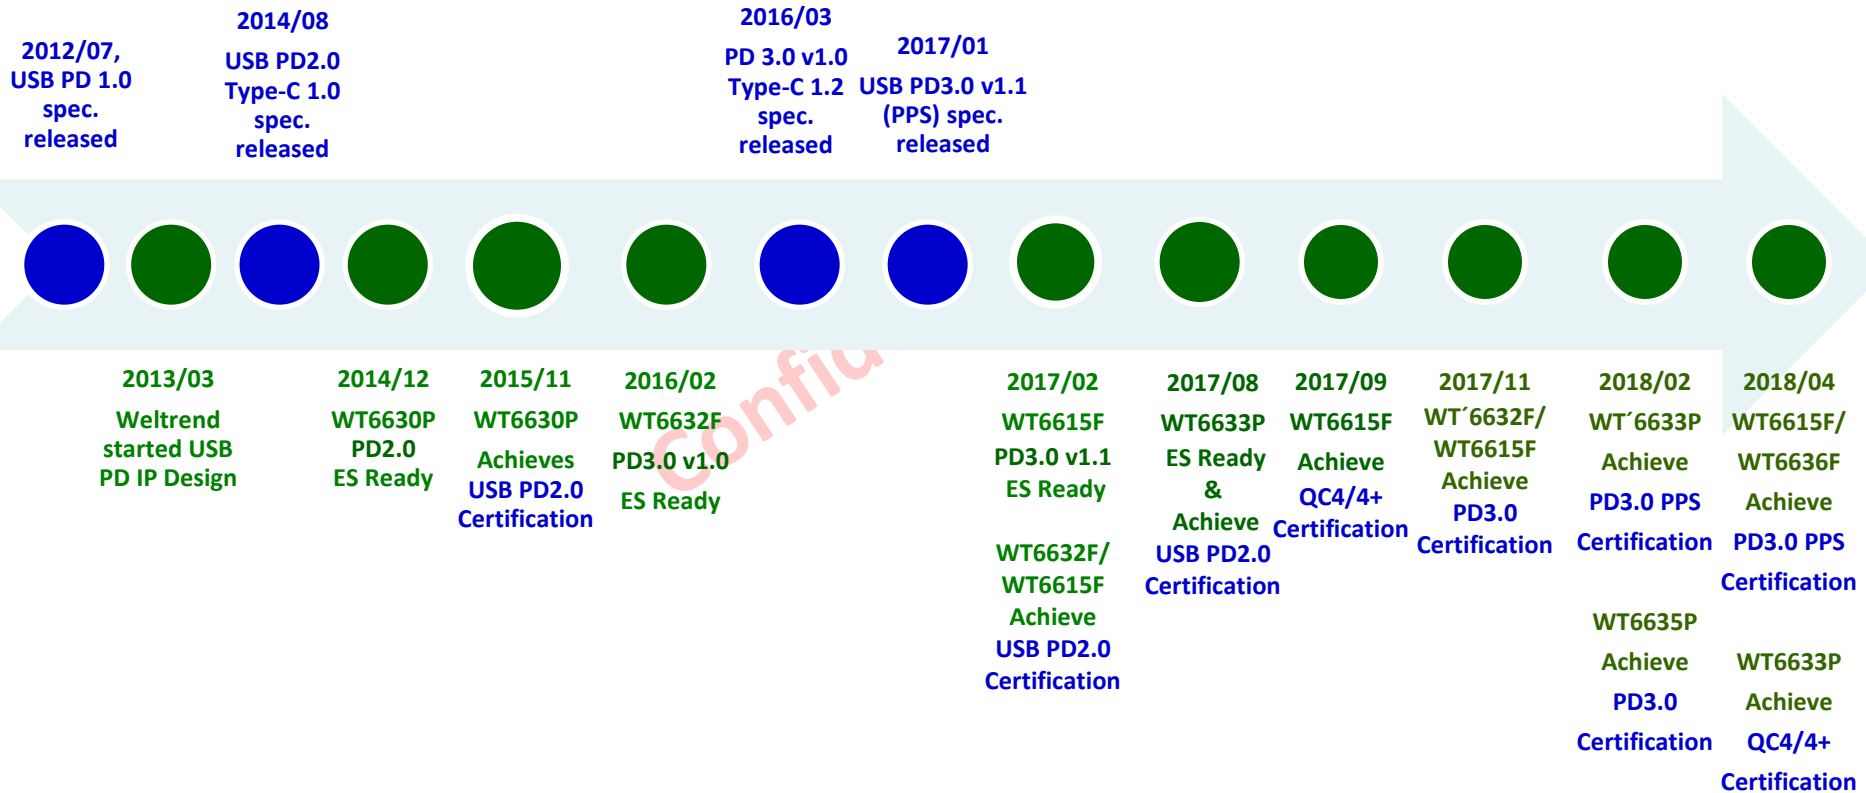 2012/07,
USB PD 1.0
spec.
released
2014/08
USB PD2.0
Type-C 1.0
spec.
released
2016/03
PD 3.0 v1.0
Type-C 1.2
spec.
released
2017/01
USB PD3.0 v1.1
(PPS) spec.
released
2013/03
Weltrend
started USB
PD IP Design
2014/12
WT6630P
PD2.0
ES Ready
2015/11
WT6630P
Achieves
USB PD2.0
Certification
2016/02
WT6632F
PD3.0 v1.0
ES Ready
2017/02
WT6615F
PD3.0 v1.1
ES Ready
WT6632F/
WT6615F
Achieve
USB PD2.0
Certification
2017/08
WT6633P
ES Ready
&
Achieve
USB PD2.0
Certification
2017/09
WT6615F
Achieve
QC4/4+
Certification
2017/11
WT´6632F/
WT6615F
Achieve
PD3.0
Certification
2018/02
WT´6633P
Achieve
PD3.0 PPS
Certification
WT6635P
Achieve
PD3.0
Certification
2018/04
WT6615F/
WT6636F
Achieve
PD3.0 PPS
Certification
WT6633P
Achieve
QC4/4+
Certification